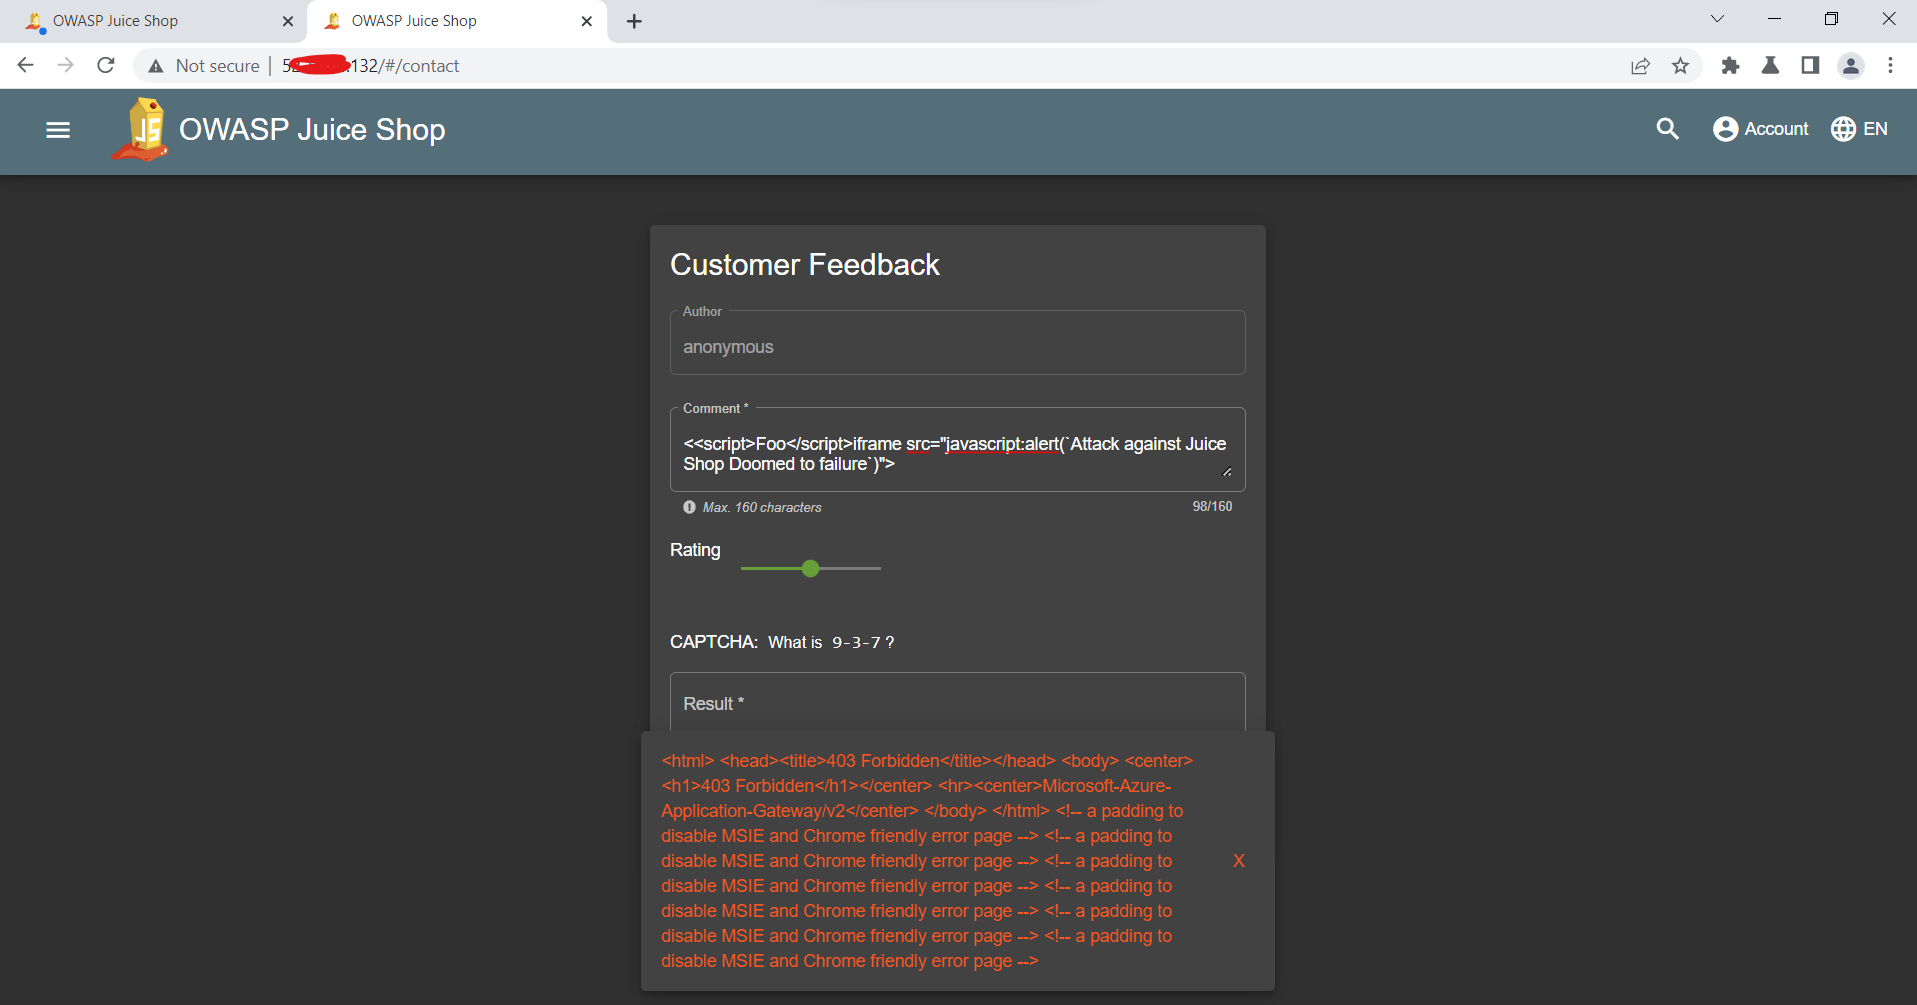 OWASP Juice Shop
OWASP Juice Shop
Not secure | 5 132/#/contact
JS
OWASP Juice Shop
Account
EN
Customer Feedback
Author
anonymous
Comment *
<<script>Foo</script>iframe src="javascript:alert(`Attack against Juice
Shop Doomed to failure`)">
Max. 160 characters
98/160
Rating
CAPTCHA: What is 9-3-7 ?
Result *
<html> <head><title>403 Forbidden</title></head> <body> <center>
<h1>403 Forbidden</h1></center> <hr><center>Microsoft-Azure-
Application-Gateway/v2</center> </body> </html> <!-- a padding to
disable MSIE and Chrome friendly error page --> <!-- a padding to
disable MSIE and Chrome friendly error page --> <!-- a padding to
disable MSIE and Chrome friendly error page --> <!-- a padding to
disable MSIE and Chrome friendly error page --> <!-- a padding to
disable MSIE and Chrome friendly error page --> <!-- a padding to
disable MSIE and Chrome friendly error page -->
X